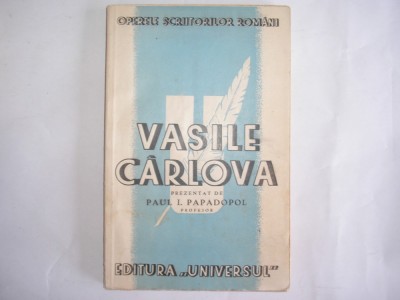 OPERELE SCRIITORILOR ROMÂNI
VASILE
CÂRLOVA
PREZENTAT DE
PAUL I. PAPADOPOL
PROFESOR
EDITURA „UNIVERSUL”